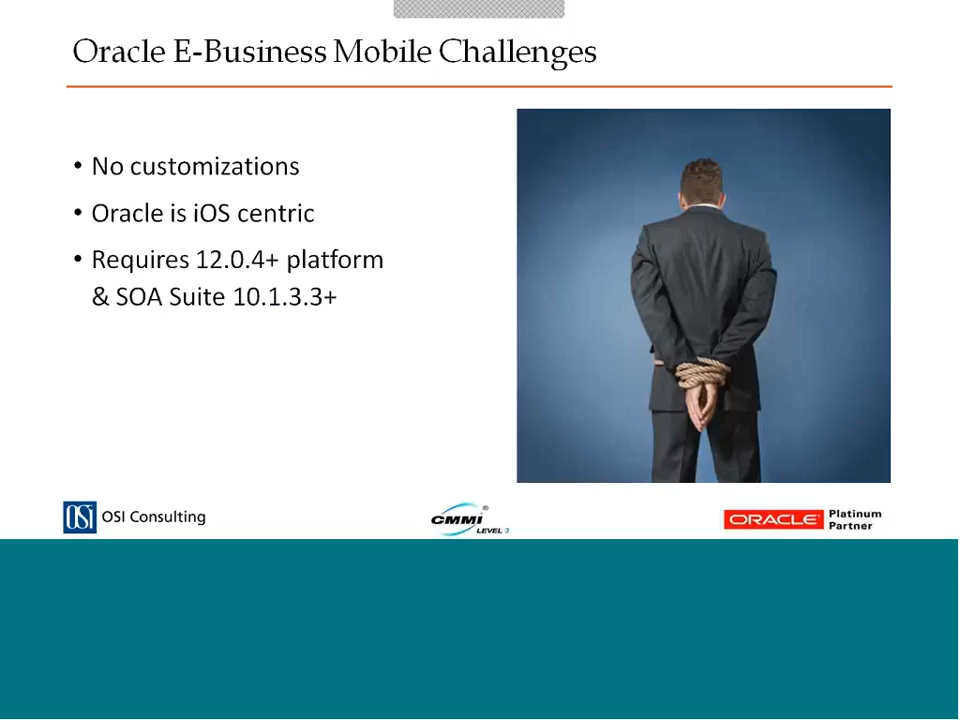 Oracle E-Business Mobile Challenges
• No customizations
• Oracle is iOS centric
• Requires 12.0.4+ platform
& SOA Suite 10.1.3.3+
OSI OSI Consulting
CMMI® LEVEL 3
ORACLE® Platinum
Partner